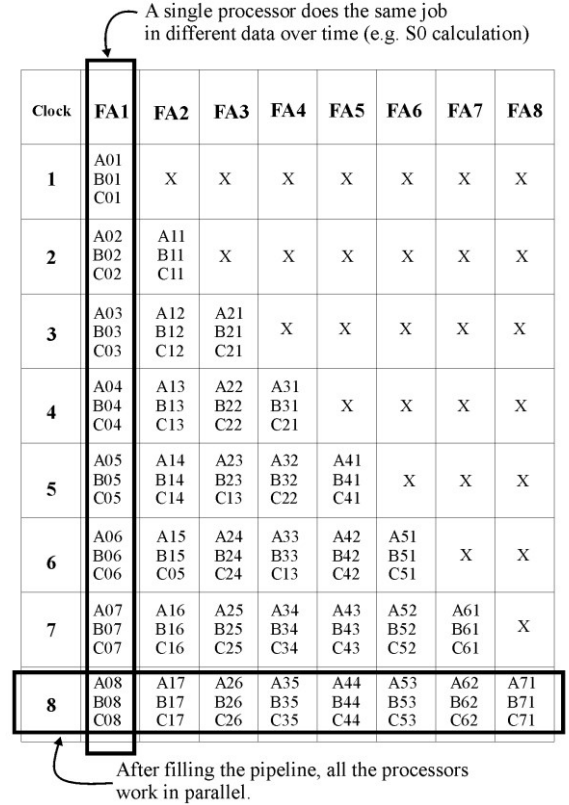 A single processor does the same job
in different data over time (e.g. S0 calculation)
Clock FA1 FA2 FA3 FA4 FA5 FA6 FA7 FA8
A01
1 B01 X X X X X X X
C01
A02 A11
2 B02 B11 X X X X X X
C02 C11
A03 A12 A21
3 B03 B12 B21 X X X X X
C03 C12 C21
A04 A13 A22 A31
4 B04 B13 B22 B31 X X X X
C04 C13 C22 C21
A05 A14 A23 A32 A41
5 B05 B14 B23 B32 B41 X X X
C05 C14 C13 C22 C41
A06 A15 A24 A33 A42 A51
6 B06 B15 B24 B33 B42 B51 X X
C06 C05 C24 C13 C42 C51
A07 A16 A25 A34 A43 A52 A61
7 B07 B16 B25 B34 B43 B52 B61 X
C07 C16 C25 C34 C43 C52 C61
A08 A17 A26 A35 A44 A53 A62 A71
8 B08 B17 B26 B35 B44 B53 B62 B71
C08 C17 C26 C35 C44 C53 C62 C71
After filling the pipeline, all the processors
work in parallel.